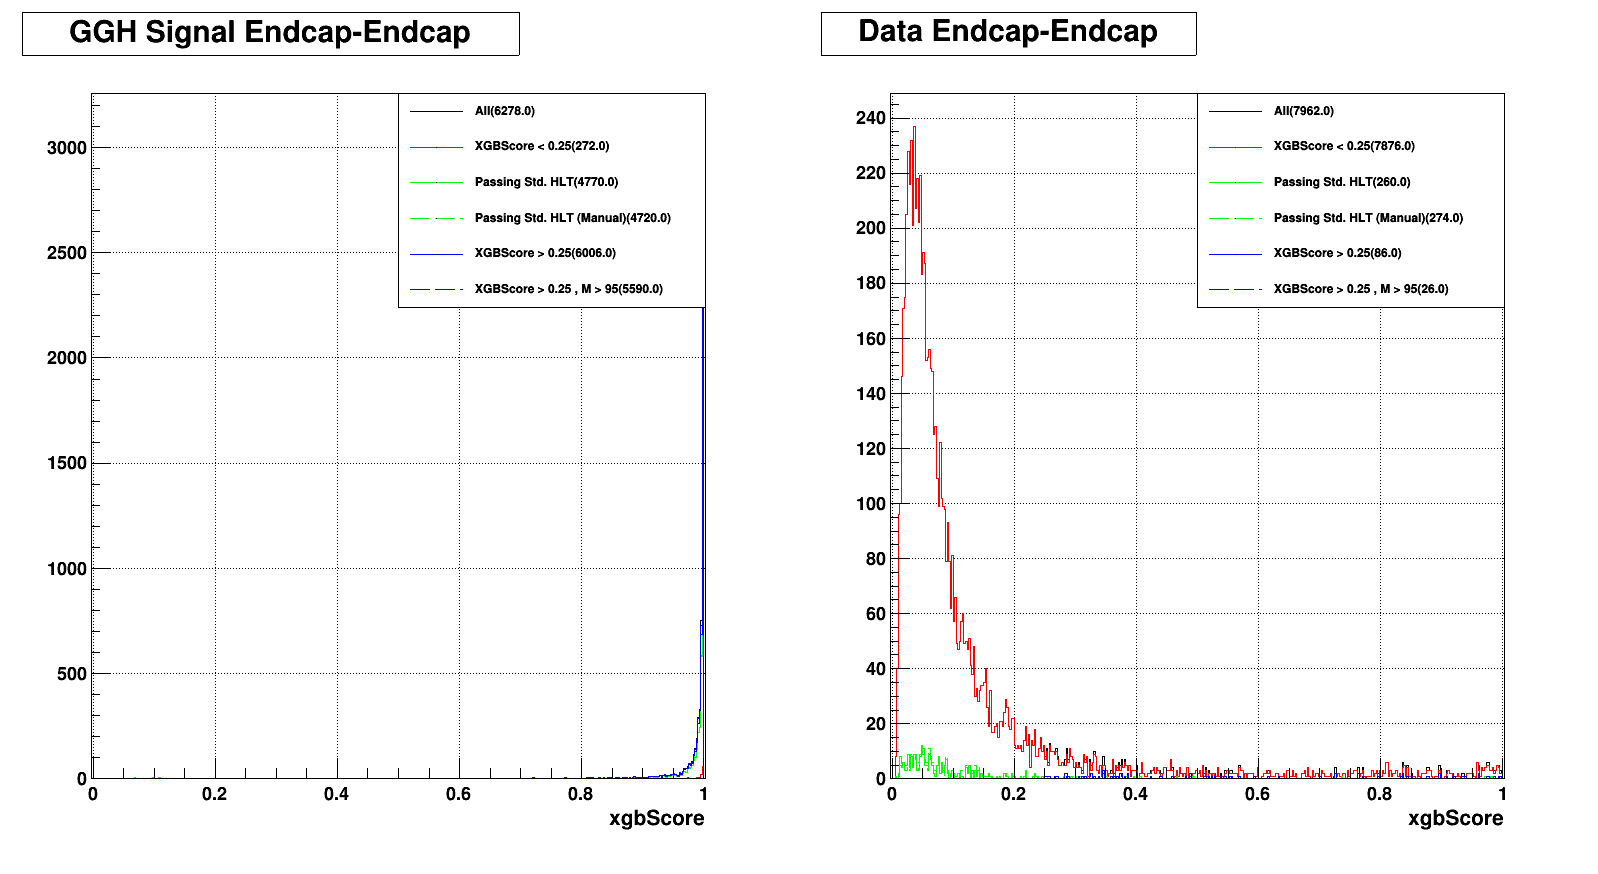 GGH Signal Endcap-Endcap
All(6278.0)
XGBScore < 0.25(272.0)
Passing Std. HLT(4770.0)
Passing Std. HLT (Manual)(4720.0)
XGBScore > 0.25(6006.0)
XGBScore > 0.25 , M > 95(5590.0)
3000
2500
2000
1500
1000
500
0
0 0.2 0.4 0.6 0.8 1
xgbScore
Data Endcap-Endcap
All(7962.0)
XGBScore < 0.25(7876.0)
Passing Std. HLT(260.0)
Passing Std. HLT (Manual)(274.0)
XGBScore > 0.25(86.0)
XGBScore > 0.25 , M > 95(26.0)
240
220
200
180
160
140
120
100
80
60
40
20
0
0 0.2 0.4 0.6 0.8 1
xgbScore